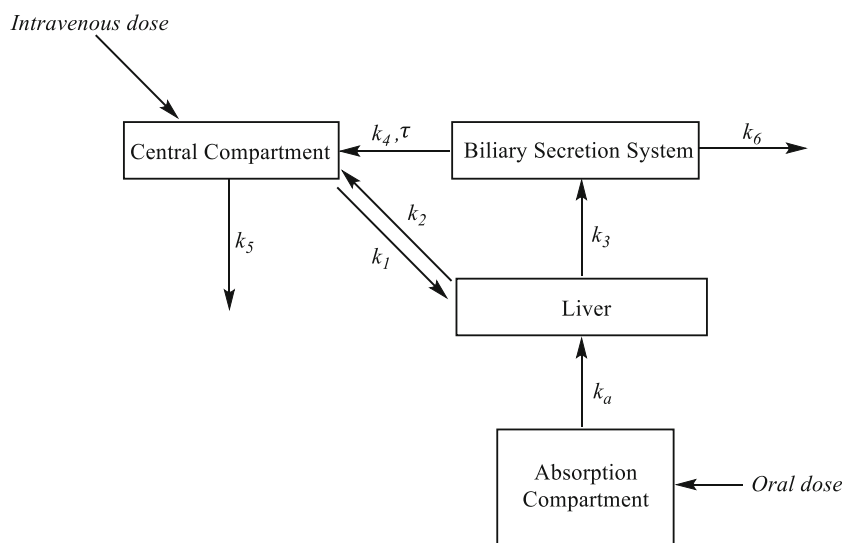 Intravenous dose
Central Compartment
k4,τ
Biliary Secretion System
k6
k5
k2
k1
k3
Liver
ka
Absorption
Compartment
Oral dose